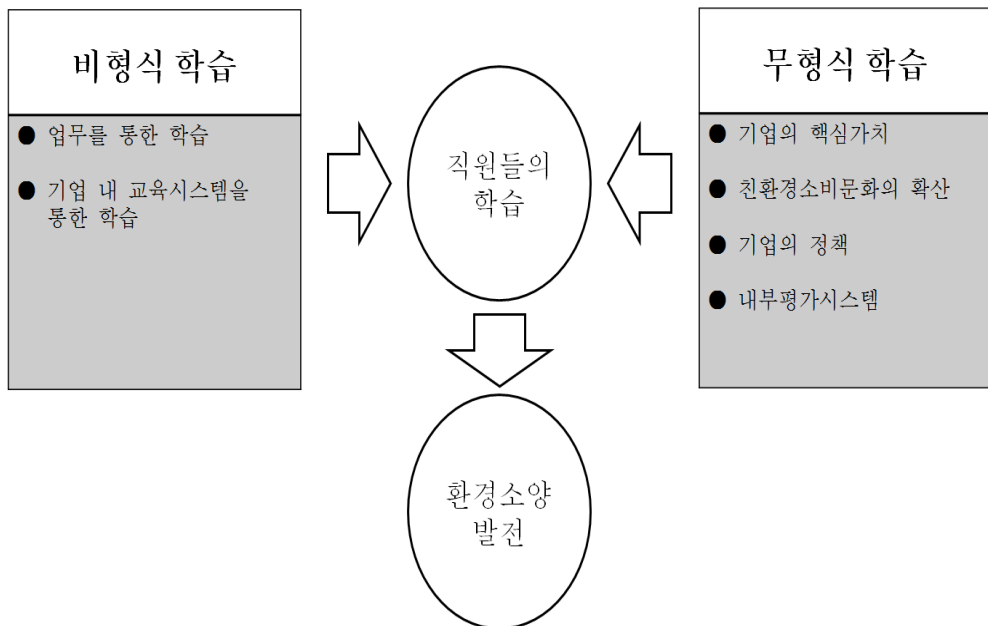 비형식 학습
● 업무를 통한 학습
● 기업 내 교육시스템을
통한 학습
직원들의
학습
무형식 학습
● 기업의 핵심가치
● 친환경소비문화의 확산
● 기업의 정책
● 내부평가시스템
환경소양
발전